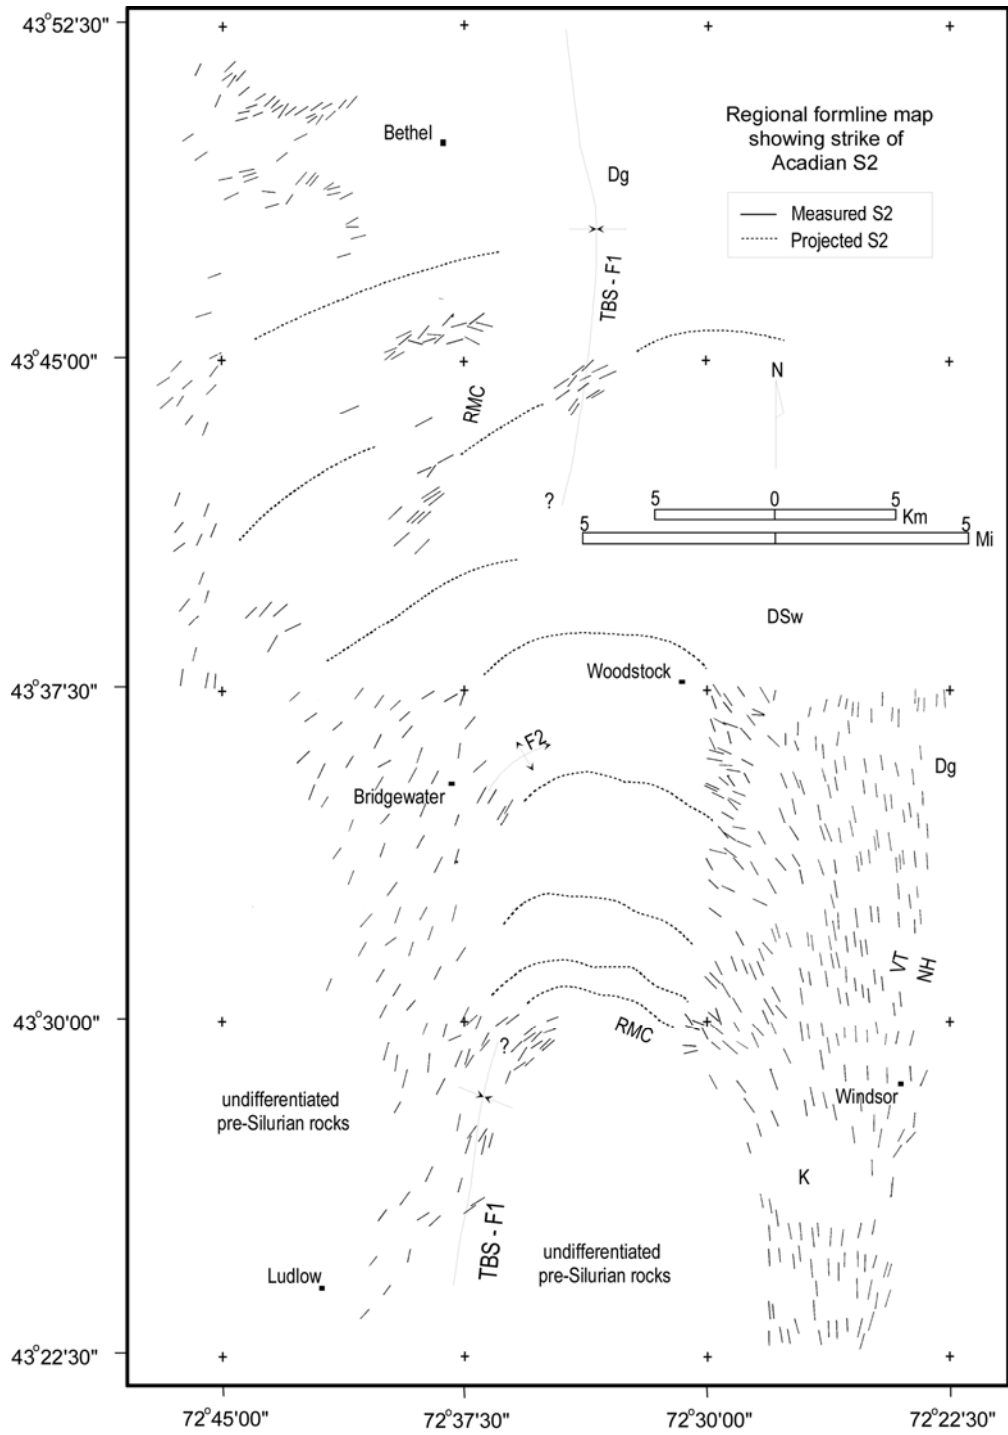 43°52'30"
Bethel
Regional formline map
showing strike of
Acadian S2
Dg
Measured S2
Projected S2
TBS - F1
43°45'00"
N
RMC
?
5 0 5
Km
5 5
Mi
DSw
Woodstock
43°37'30"
F2
Dg
Bridgewater
VT
NH
43°30'00"
RMC
?
undifferentiated
pre-Silurian rocks
Windsor
K
TBS - F1
undifferentiated
pre-Silurian rocks
Ludlow
43°22'30"
72°45'00" 72°37'30" 72°30'00" 72°22'30"